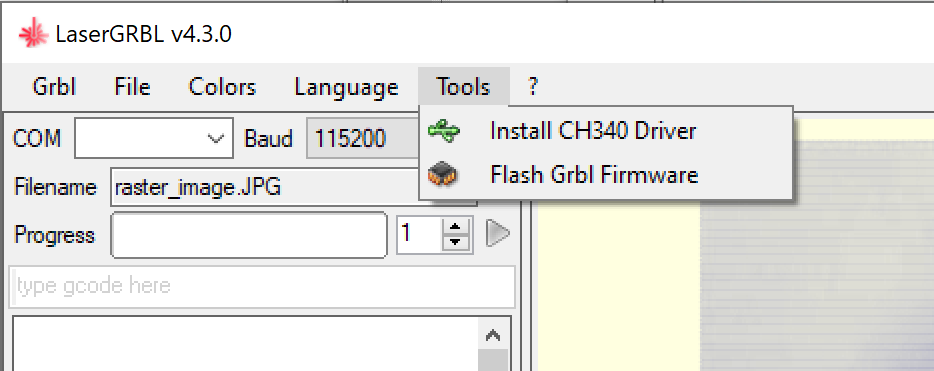 LaserGRBL v4.3.0
Grbl File Colors Language Tools ?
COM Baud 115200
Install CH340 Driver
Flash Grbl Firmware
Filename raster_image.JPG
Progress 1
type gcode here